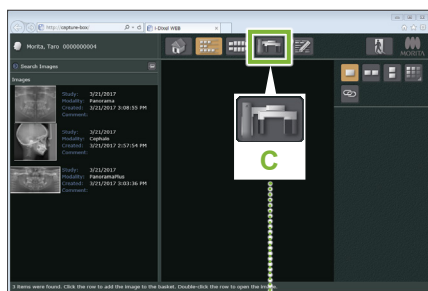 http://capture-box/
i-Dixel WEB
Morita, Taro 0000000004
MORITA
Search Images
Images
Study: 3/21/2017
Modality: Panorama
Created: 3/21/2017 3:08:55 PM
Comment:
Study: 3/21/2017
Modality: Cephalo
Created: 3/21/2017 2:57:54 PM
Comment:
Study: 3/21/2017
Modality: PanoramaPlus
Created: 3/21/2017 3:03:36 PM
Comment:
C
3 items were found. Click the row to add the image to the basket. Double-click the row to open the image.